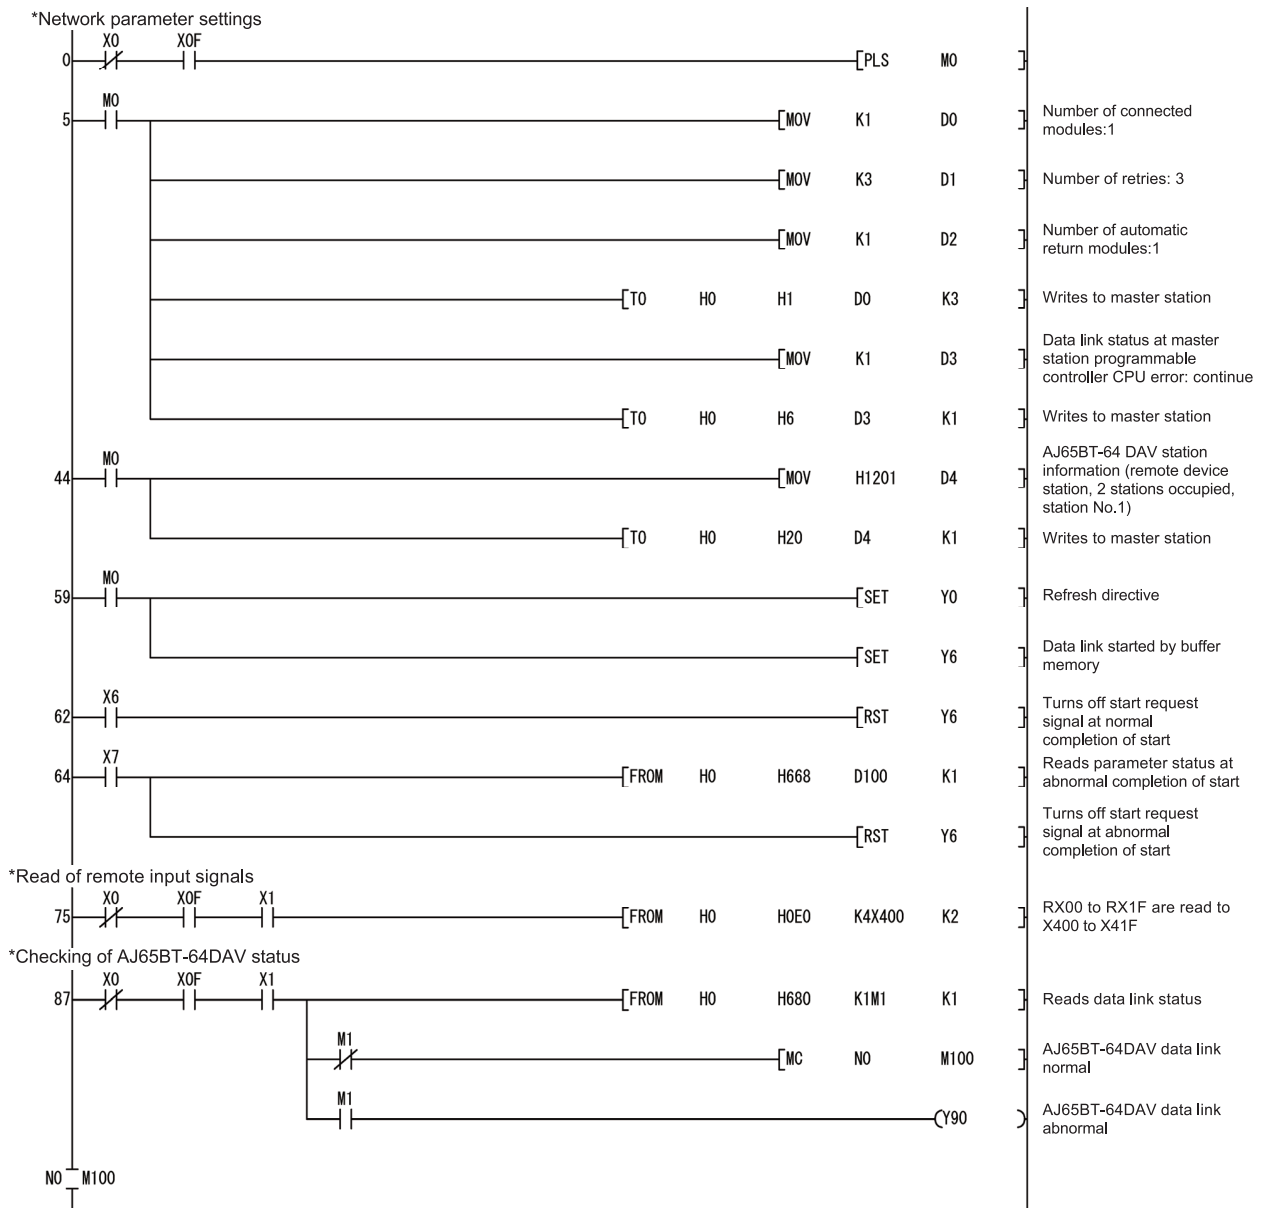 *Network parameter settings
X0 X0F
0 [PLS M0 ]
M0
5 [MOV K1 D0 ] Number of connected
modules:1
[MOV K3 D1 ] Number of retries: 3
[MOV K1 D2 ] Number of automatic
return modules:1
[TO H0 H1 D0 K3 ] Writes to master station
[MOV K1 D3 ] Data link status at master
station programmable
controller CPU error: continue
[TO H0 H6 D3 K1 ] Writes to master station
M0
44 [MOV H1201 D4 ] AJ65BT-64 DAV station
information (remote device
station, 2 stations occupied,
station No.1)
[TO H0 H20 D4 K1 ] Writes to master station
M0
59 [SET Y0 ] Refresh directive
[SET Y6 ] Data link started by buffer
memory
X6
62 [RST Y6 ] Turns off start request
signal at normal
completion of start
X7
64 [FROM H0 H668 D100 K1 ] Reads parameter status at
abnormal completion of start
[RST Y6 ] Turns off start request
signal at abnormal
completion of start
*Read of remote input signals
X0 X0F X1
75 [FROM H0 H0E0 K4X400 K2 ] RX00 to RX1F are read to
X400 to X41F
*Checking of AJ65BT-64DAV status
X0 X0F X1
87 [FROM H0 H680 K1M1 K1 ] Reads data link status
M1
[MC N0 M100 ] AJ65BT-64DAV data link
normal
M1
(Y90 ) AJ65BT-64DAV data link
abnormal
N0 M100